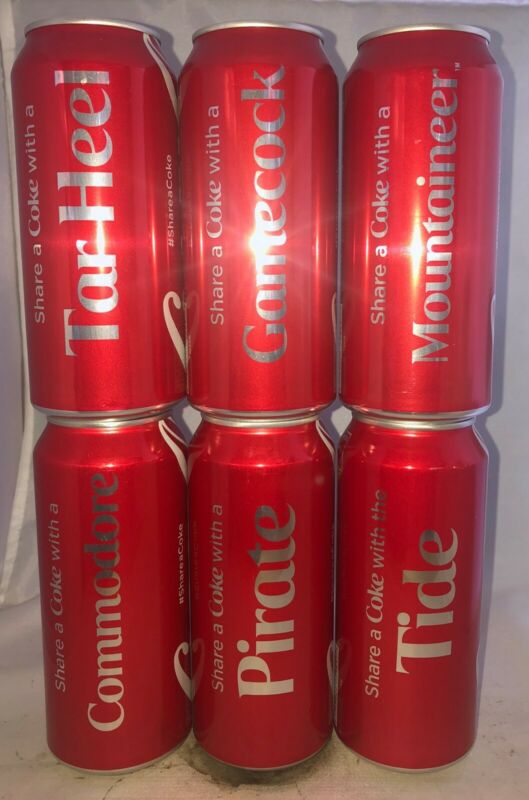 Share a Coke with a
Tar Heel
#ShareaCoke
Share a Coke with a
Gamecock
Share a Coke with a
Mountaineer™
Share a Coke with a
Commodore
#ShareaCoke
Share a Coke with a
Pirate
Share a Coke with the
Tide